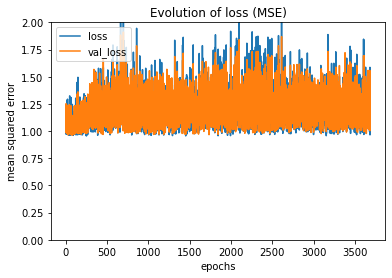 Evolution of loss (MSE)
loss
val_loss
mean squared error
2.00
1.75
1.50
1.25
1.00
0.75
0.50
0.25
0.00
0 500 1000 1500 2000 2500 3000 3500
epochs